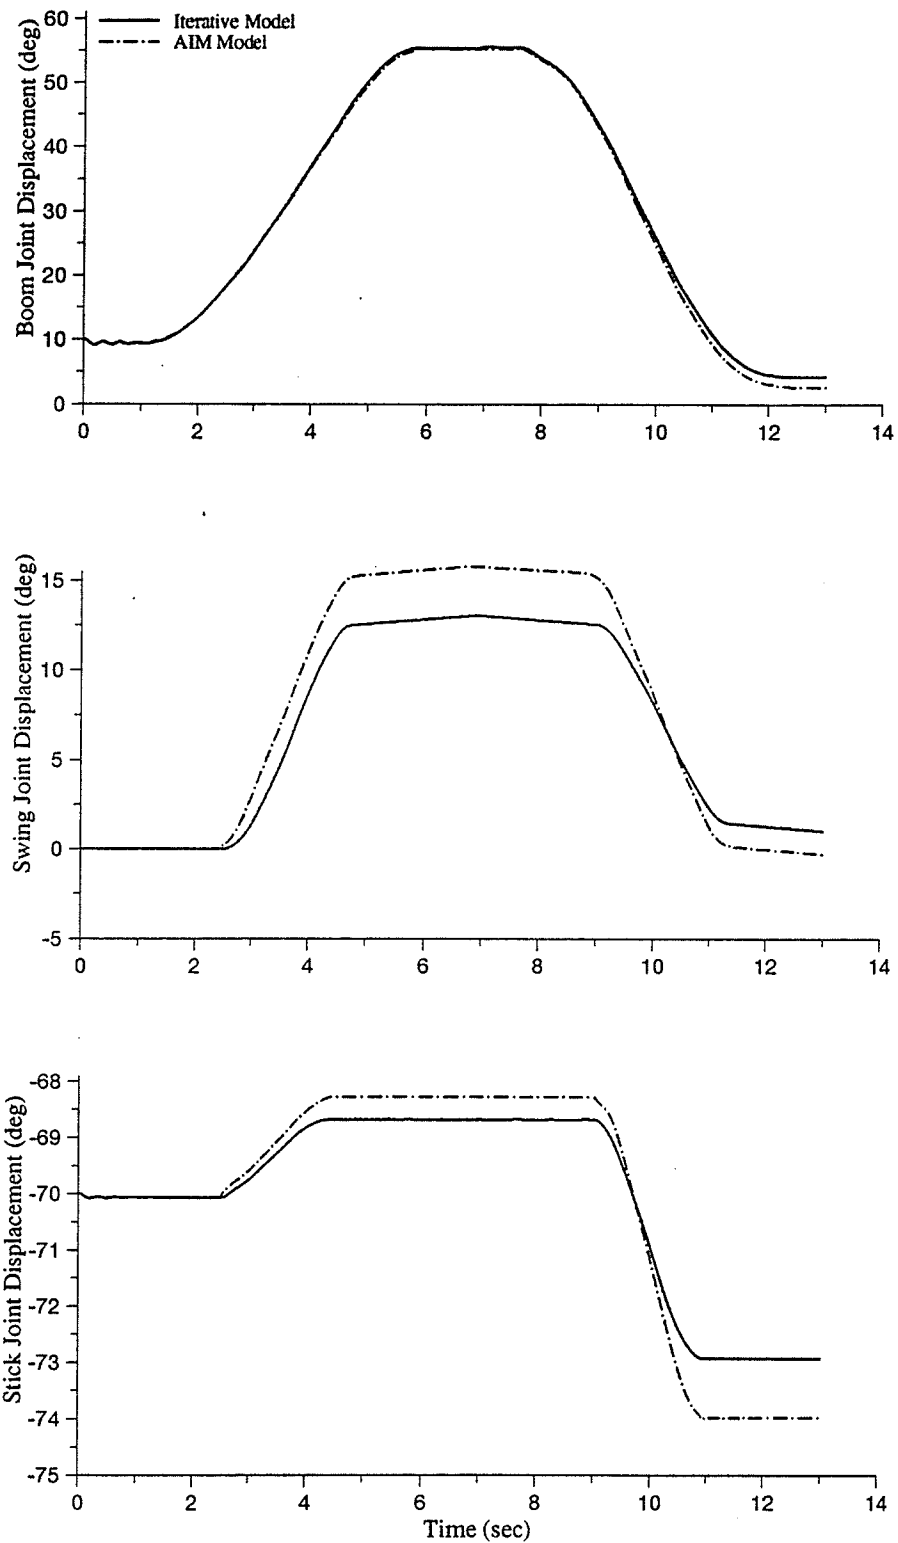 Iterative Model
AIM Model
Boom Joint Displacement (deg)
60
50
40
30
20
10
0
0 2 4 6 8 10 12 14
Swing Joint Displacement (deg)
15
10
5
0
-5
0 2 4 6 8 10 12 14
Stick Joint Displacement (deg)
-68
-69
-70
-71
-72
-73
-74
-75
0 2 4 6 8 10 12 14
Time (sec)